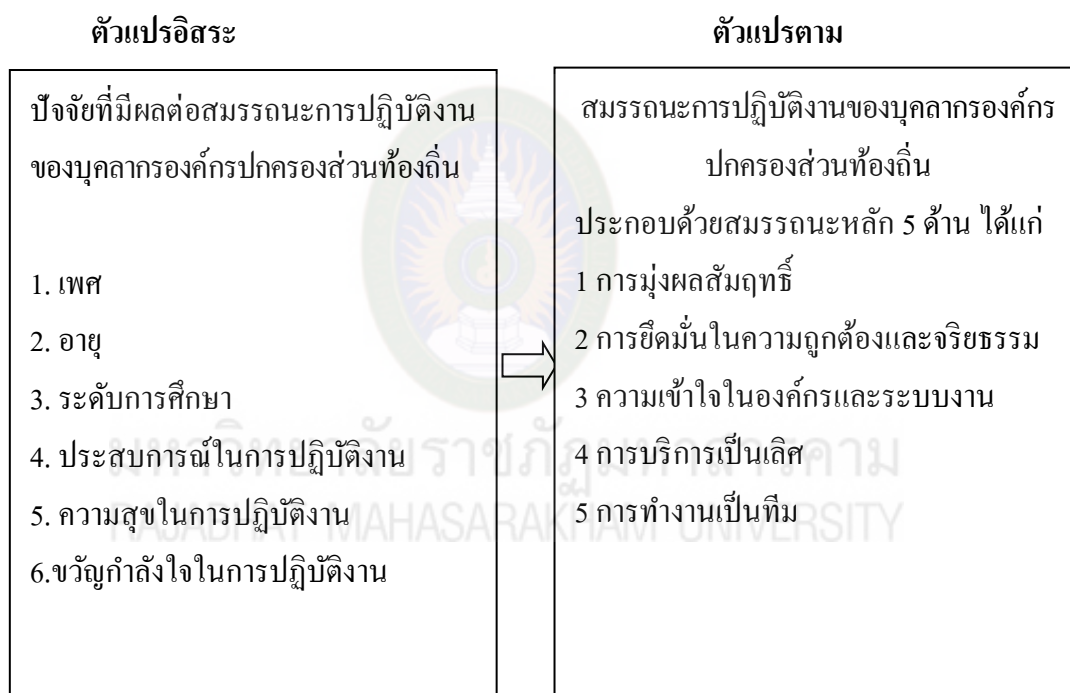 ตัวแปรอิสระ
ปัจจัยที่มีผลต่อสมรรถนะการปฏิบัติงาน
ของบุคลากรองค์กรปกครองส่วนท้องถิ่น
1. เพศ
2. อายุ
3. ระดับการศึกษา
4. ประสบการณ์ในการปฏิบัติงาน
5. ความสุขในการปฏิบัติงาน
6.ขวัญกำลังใจในการปฏิบัติงาน
ตัวแปรตาม
สมรรถนะการปฏิบัติงานของบุคลากรองค์กร
ปกครองส่วนท้องถิ่น
ประกอบด้วยสมรรถนะหลัก 5 ด้าน ได้แก่
1 การมุ่งผลสัมฤทธิ์
2 การยึดมั่นในความถูกต้องและจริยธรรม
3 ความเข้าใจในองค์กรและระบบงาน
4 การบริการเป็นเลิศ
5 การทำงานเป็นทีม
มหาวิทยาลัยราชภัฏมหาสารคาม
RAJABHAT MAHASARAKHAM UNIVERSITY